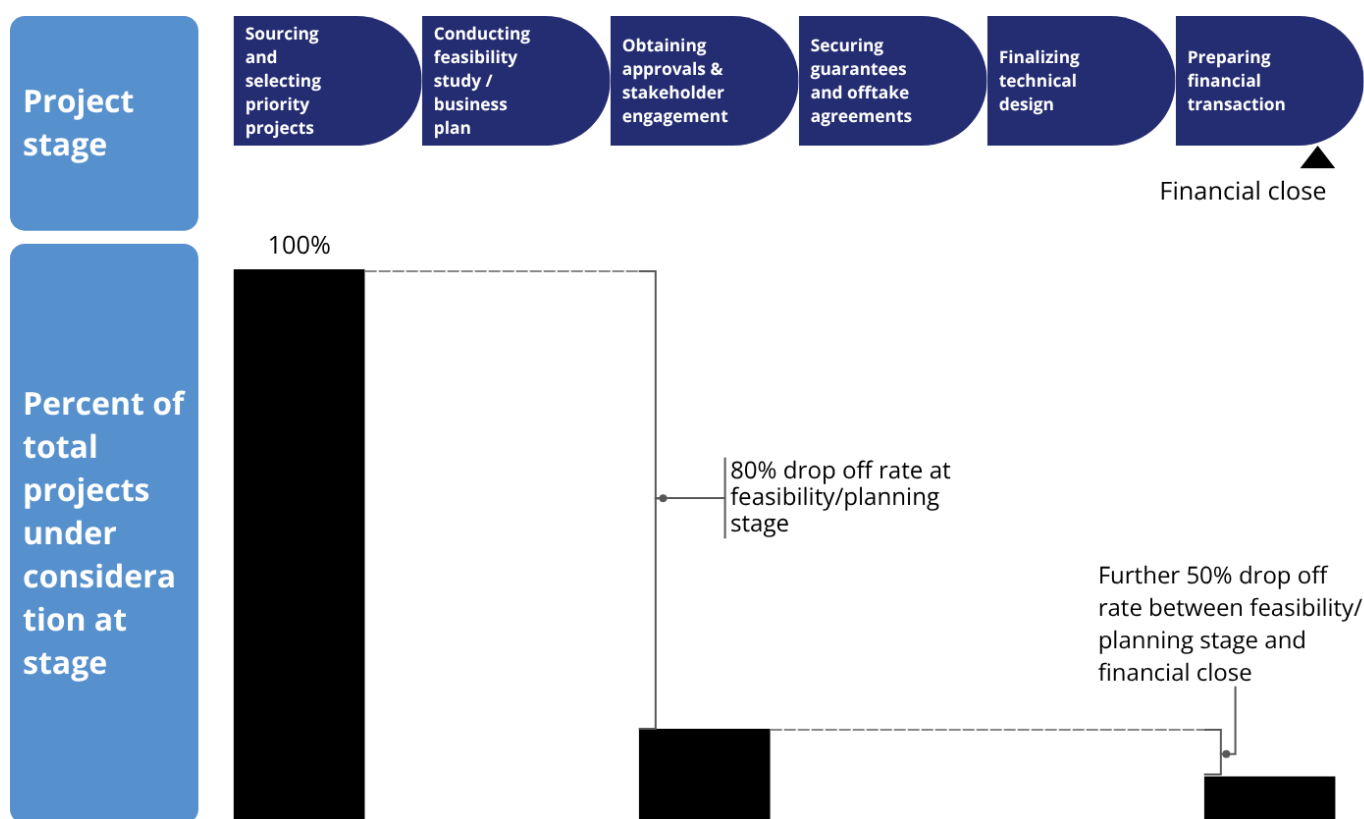 Project
stage
Sourcing
and
selecting
priority
projects
Conducting
feasibility
study /
business
plan
Obtaining
approvals &
stakeholder
engagement
Securing
guarantees
and offtake
agreements
Finalizing
technical
design
Preparing
financial
transaction
Financial close
Percent of
total
projects
under
considera
tion at
stage
100%
80% drop off rate at
feasibility/planning
stage
Further 50% drop off
rate between feasibility/
planning stage and
financial close